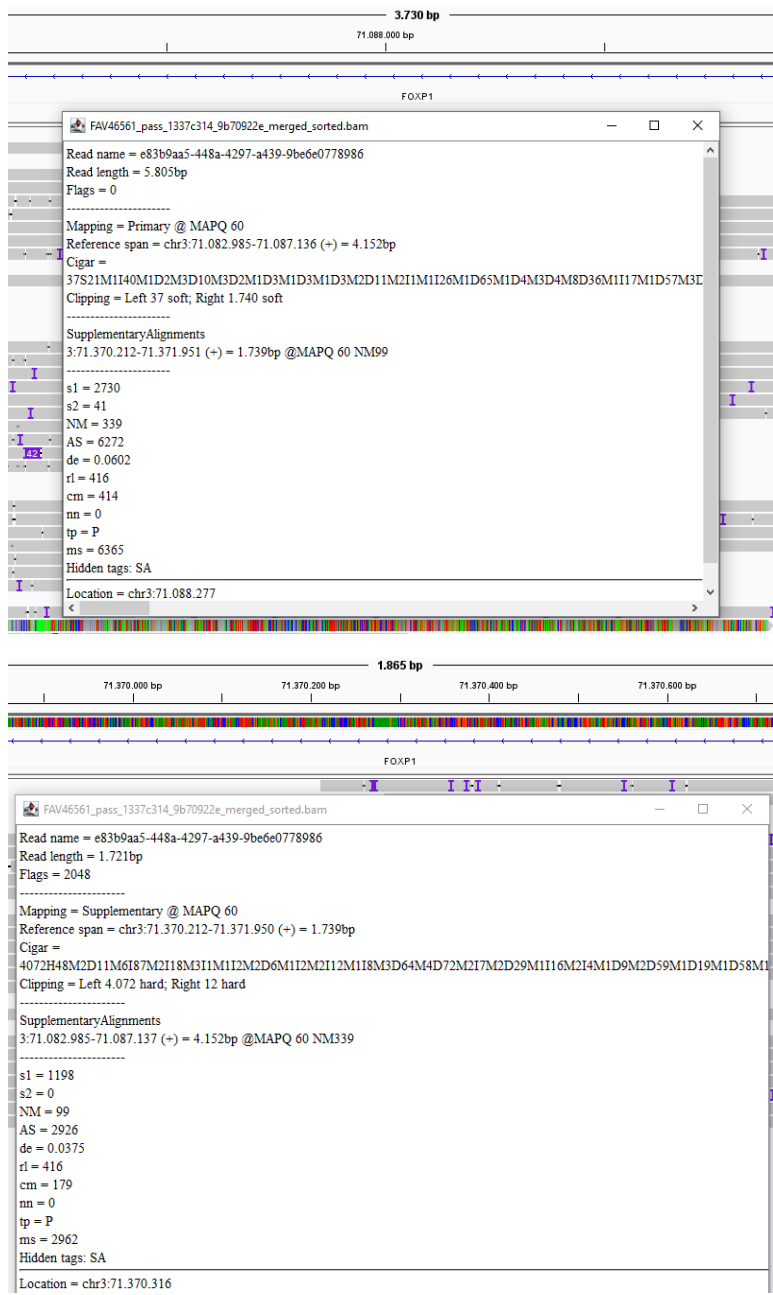 3.730 bp
71.088.000 bp
FOXP1
FAV46561_pass_1337c314_9b70922e_merged_sorted.bam
Read name = e83b9aa5-448a-4297-a439-9be6e0778986
Read length = 5.805bp
Flags = 0
----------------------
Mapping = Primary @ MAPQ 60
Reference span = chr3:71.082.985-71.087.136 (+) = 4.152bp
Cigar =
37S21M1I40M1D2M3D10M3D2M1D3M1D3M1D3M2D11M2I1M1I26M1D65M1D4M3D4M8D36M1I17M1D57M3D
Clipping = Left 37 soft; Right 1.740 soft
----------------------
SupplementaryAlignments
3:71.370.212-71.371.951 (+) = 1.739bp @MAPQ 60 NM99
----------------------
s1 = 2730
s2 = 41
NM = 339
AS = 6272
de = 0.0602
rl = 416
cm = 414
nn = 0
tp = P
ms = 6365
Hidden tags: SA
Location = chr3:71.088.277
42
1.865 bp
71.370.000 bp
71.370.200 bp
71.370.400 bp
71.370.600 bp
FOXP1
FAV46561_pass_1337c314_9b70922e_merged_sorted.bam
Read name = e83b9aa5-448a-4297-a439-9be6e0778986
Read length = 1.721bp
Flags = 2048
----------------------
Mapping = Supplementary @ MAPQ 60
Reference span = chr3:71.370.212-71.371.950 (+) = 1.739bp
Cigar =
4072H48M2D11M6I87M2I18M3I1M1I2M2D6M1I2M2I12M1I8M3D64M4D72M2I7M2D29M1I16M2I4M1D9M2D59M1D19M1D58M1
Clipping = Left 4.072 hard; Right 12 hard
----------------------
SupplementaryAlignments
3:71.082.985-71.087.137 (+) = 4.152bp @MAPQ 60 NM339
----------------------
s1 = 1198
s2 = 0
NM = 99
AS = 2926
de = 0.0375
rl = 416
cm = 179
nn = 0
tp = P
ms = 2962
Hidden tags: SA
Location = chr3:71.370.316